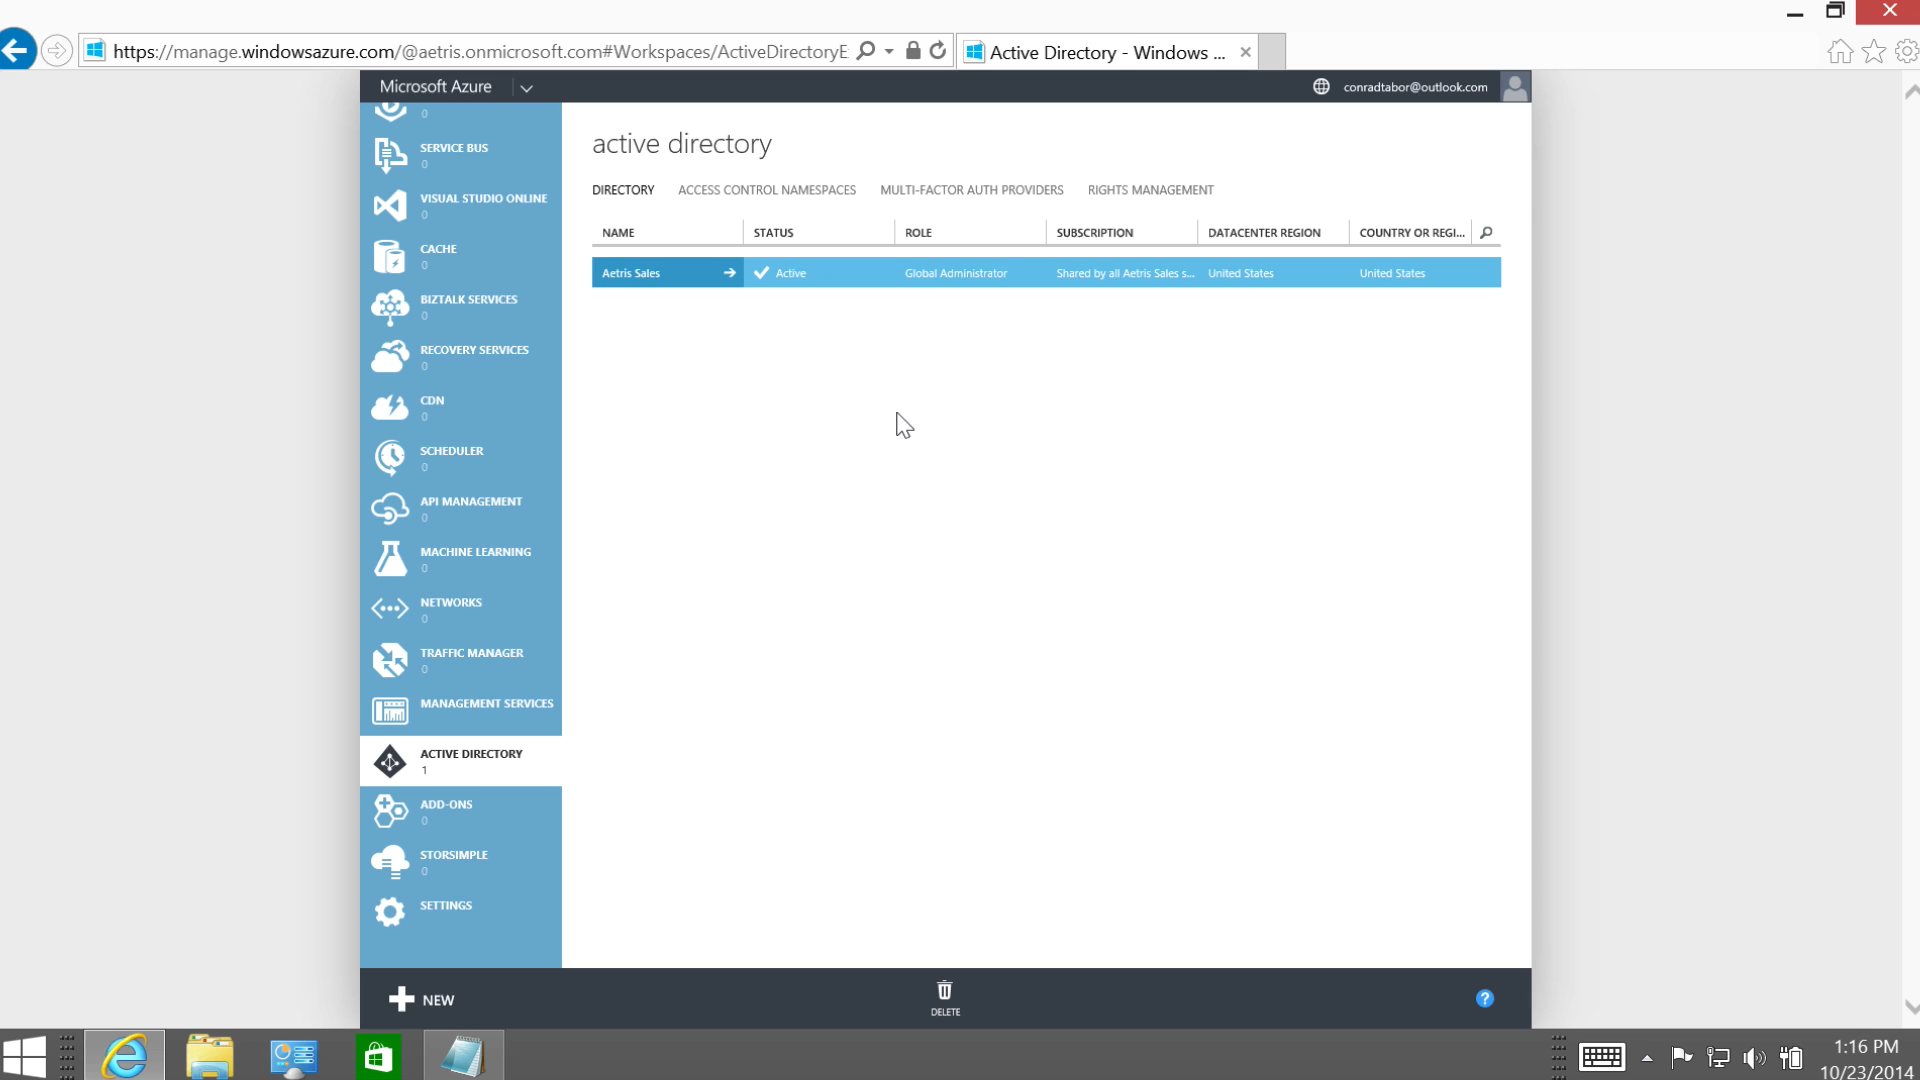 https://manage.windowsazure.com/@aetris.onmicrosoft.com#Workspaces/ActiveDirectoryE
Active Directory - Windows ...
Microsoft Azure
conradtabor@outlook.com
0
SERVICE BUS
0
VISUAL STUDIO ONLINE
0
CACHE
0
BIZTALK SERVICES
0
RECOVERY SERVICES
0
CDN
0
SCHEDULER
0
API MANAGEMENT
0
MACHINE LEARNING
0
NETWORKS
0
TRAFFIC MANAGER
0
MANAGEMENT SERVICES
ACTIVE DIRECTORY
1
ADD-ONS
0
STORSIMPLE
0
SETTINGS
active directory
DIRECTORY ACCESS CONTROL NAMESPACES MULTI-FACTOR AUTH PROVIDERS RIGHTS MANAGEMENT
NAME STATUS ROLE SUBSCRIPTION DATACENTER REGION COUNTRY OR REGI...
Aetris Sales Active Global Administrator Shared by all Aetris Sales s... United States United States
NEW
DELETE
?
1:16 PM
10/23/2014